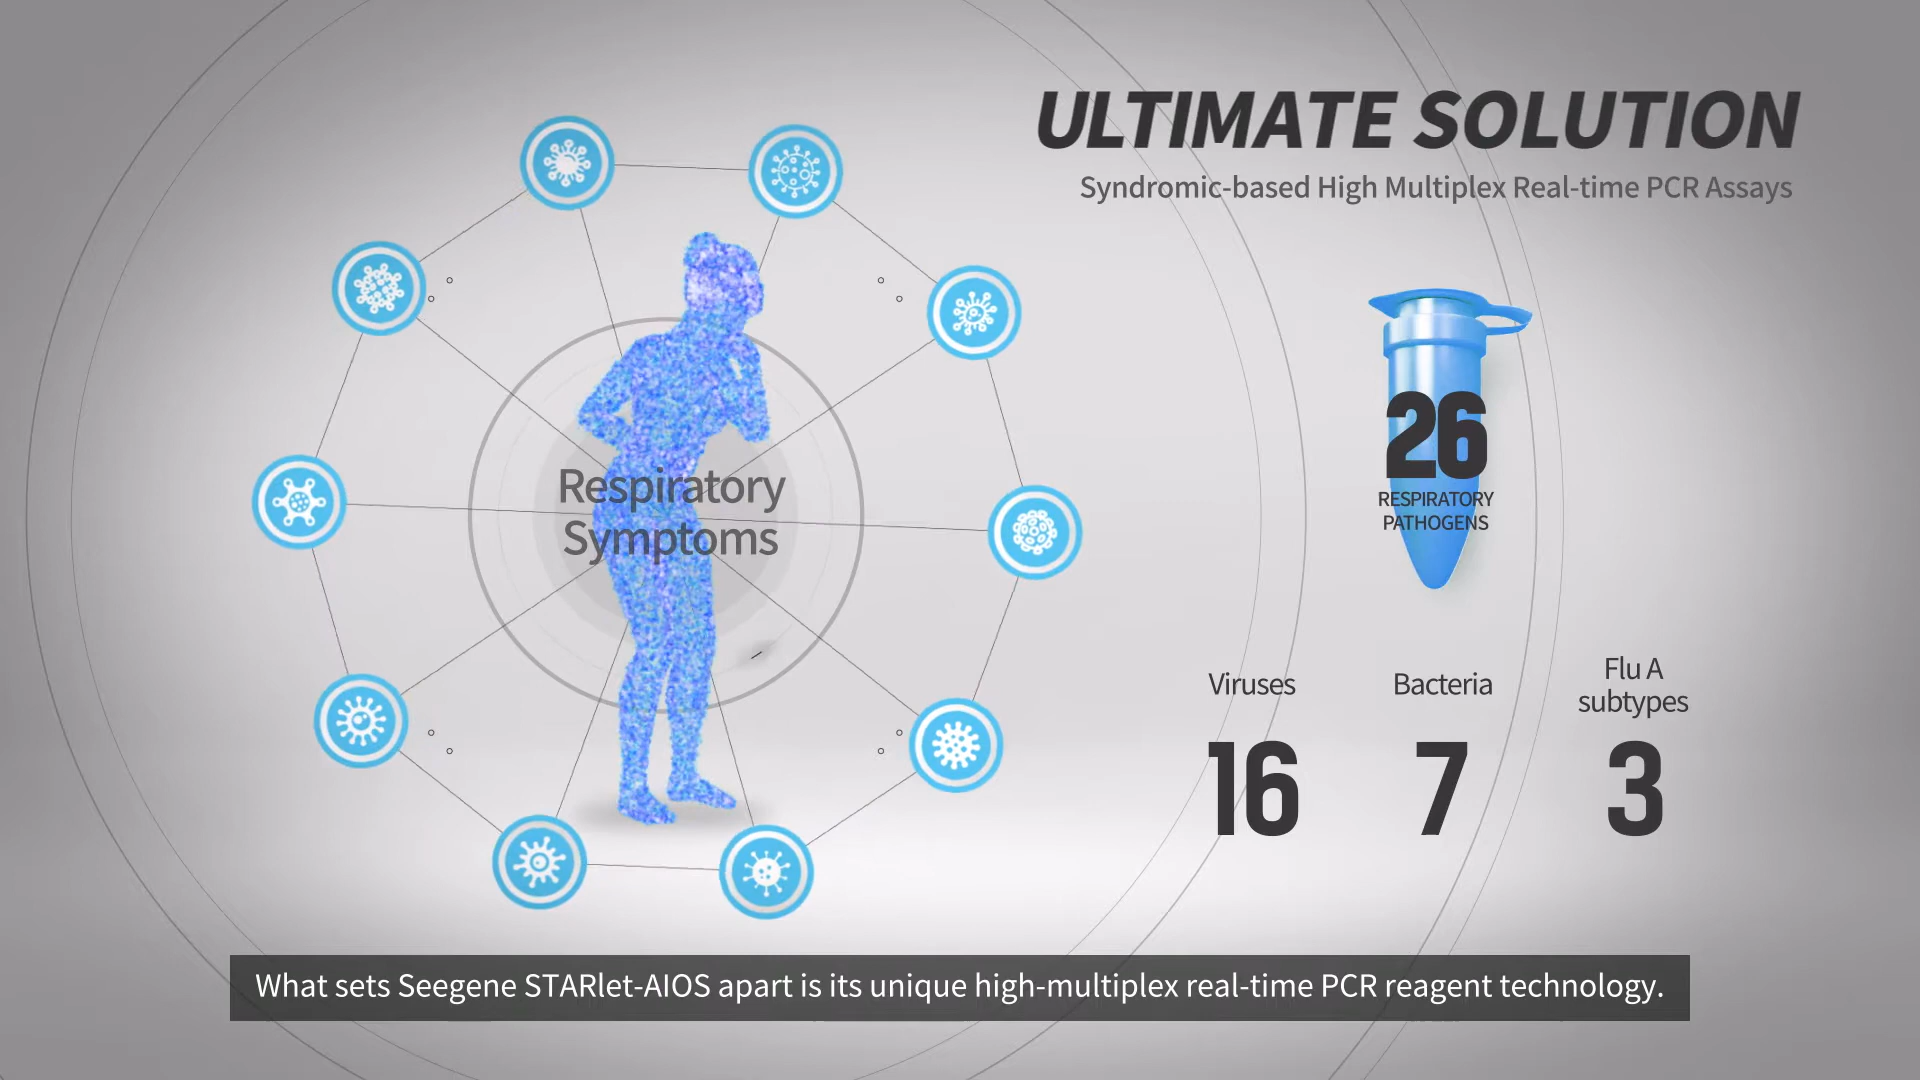 ULTIMATE SOLUTION
Syndromic-based High Multiplex Real-time PCR Assays
Respiratory
Symptoms
26
RESPIRATORY
PATHOGENS
Viruses
16
Bacteria
7
Flu A
subtypes
3
What sets Seegene STARlet-AIOS apart is its unique high-multiplex real-time PCR reagent technology.